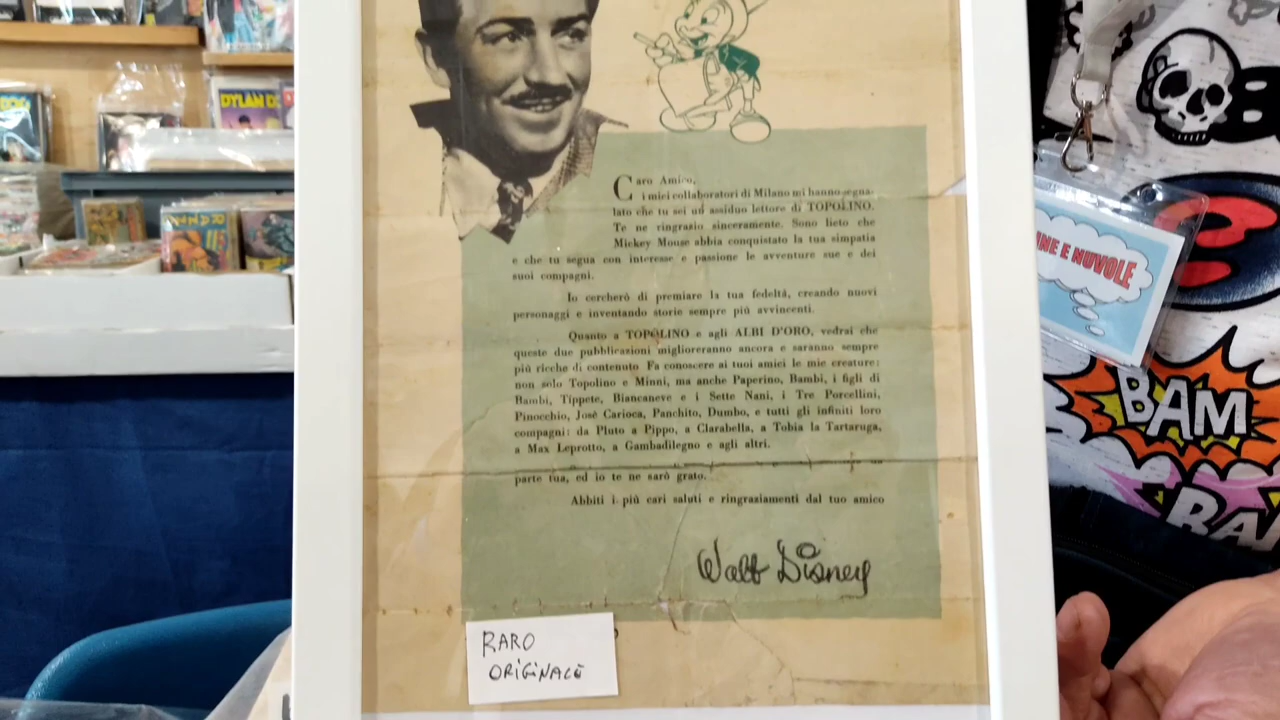 DYLAN D
Caro Amico,
i mici collaboratori di Milano mi hanno segna-
lato che tu sei un assiduo lettore di TOPOLINO.
Te ne ringrazio sinceramente. Sono lieto che
Mickey Mouse abbia conquistato la tua simpatia
e che tu segua con interesse e passione le avventure sue e dei
suoi compagni.
Io cercherò di premiare la tua fedeltà, creando nuovi
personaggi e inventando storie sempre più avvincenti.
Quanto a TOPOLINO e agli ALBI D'ORO, vedrai che
queste due pubblicazioni miglioreranno ancora e saranno sempre
più ricche di contenuto. Fa conoscere ai tuoi amici le mie creature:
non solo Topolino e Minni, ma anche Paperino, Bambi, i figli di
Bambi, Tippete, Biancaneve e i Sette Nani, i Tre Porcellini,
Pinocchio, Josè Carioca, Panchito, Dumbo, e tutti gli infiniti loro
compagni: da Pluto a Pippo, a Clarabella, a Tobia la Tartaruga,
a Max Leprotto, a Gambadilegno e agli altri.
parte tua, ed io te ne sarò grato.
Abbiti i più cari saluti e ringraziamenti dal tuo amico
Walt Disney
RARO
ORIGINALE
INE E NUVOLE
BAM
BAM